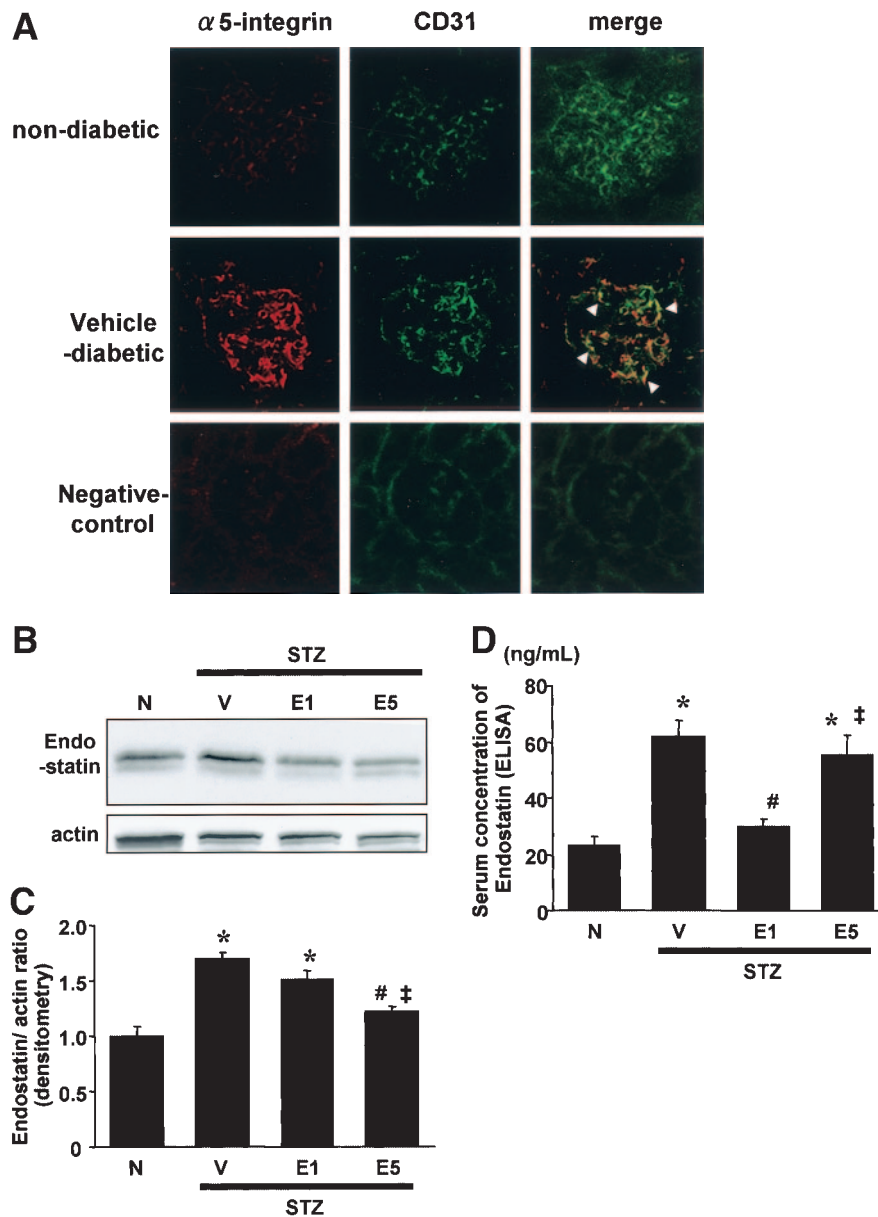 A
α5-integrin CD31 merge
non-diabetic
Vehicle
-diabetic
Negative-
control
B
STZ
N V E1 E5
Endo
-statin
actin
C
Endostatin/ actin ratio
(densitometry)
2.0
1.5
1.0
0.5
0
* * # ‡
N V E1 E5
STZ
D
(ng/mL)
Serum concentration of
Endostatin (ELISA)
80
60
40
20
0
* # * ‡
N V E1 E5
STZ